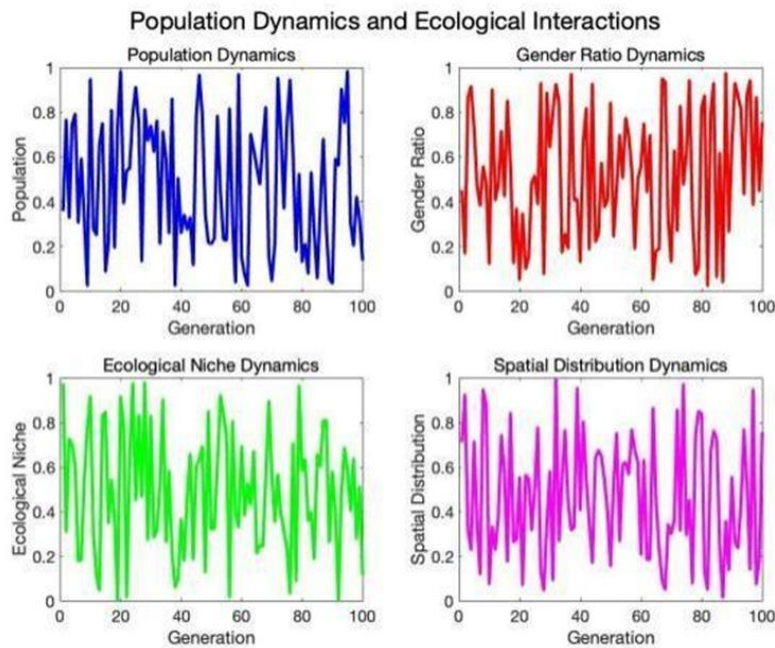 Population Dynamics and Ecological Interactions
Population Dynamics
1
0.8
0.6
0.4
0.2
0
Population
0 20 40 60 80 100
Generation
Gender Ratio Dynamics
1
0.8
0.6
0.4
0.2
0
Gender Ratio
0 20 40 60 80 100
Generation
Ecological Niche Dynamics
1
0.8
0.6
0.4
0.2
0
Ecological Niche
0 20 40 60 80 100
Generation
Spatial Distribution Dynamics
1
0.8
0.6
0.4
0.2
0
Spatial Distribution
0 20 40 60 80 100
Generation